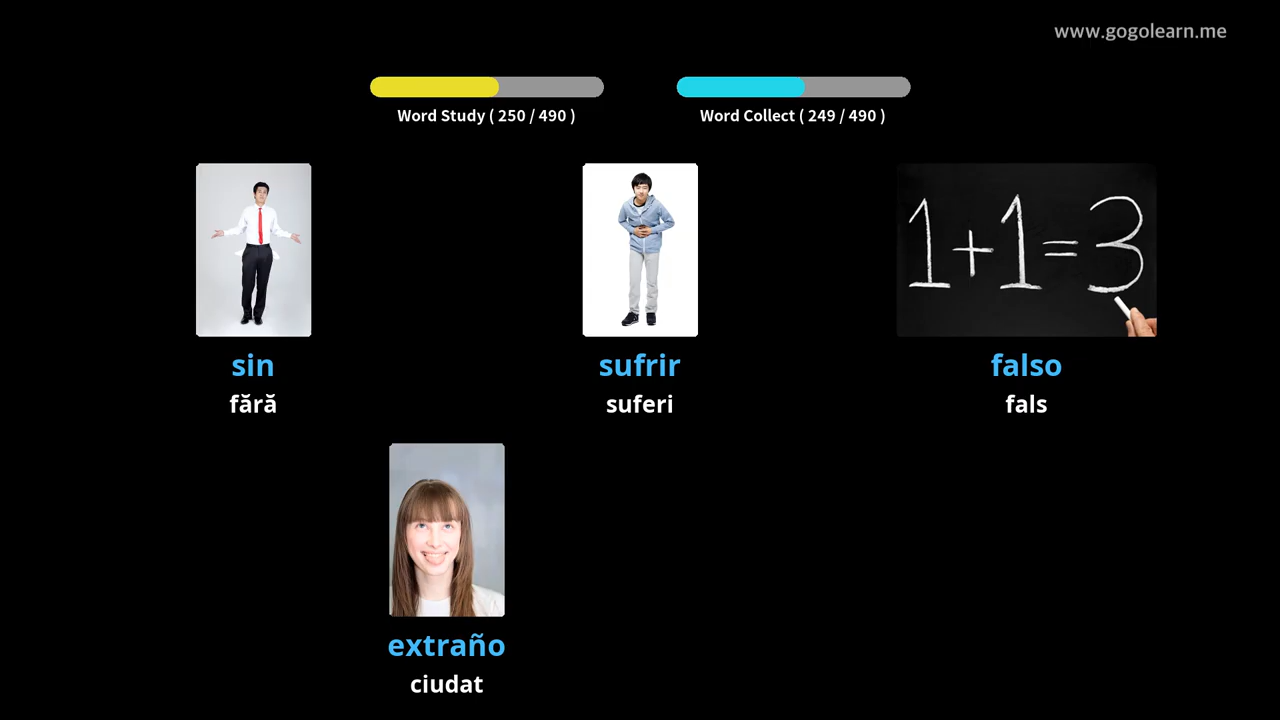 www.gogolearn.me
Word Study ( 250 / 490 )
Word Collect ( 249 / 490 )
1+1=3
sin
sufrir
falso
fără
suferi
fals
extraño
ciudat